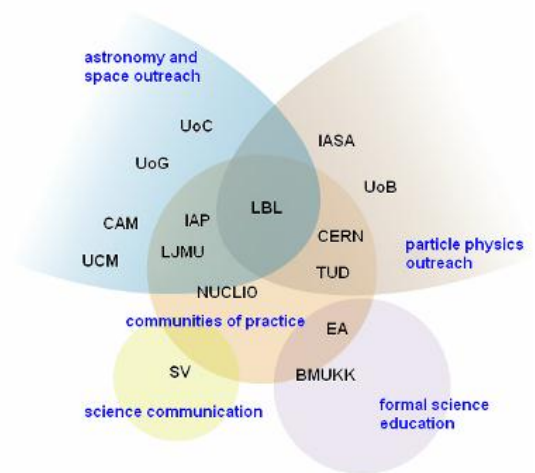 astronomy and
space outreach
UoC
IASA
UoG
UoB
LBL
IAP
CAM
CERN
LJMU
particle physics
outreach
UCM
TUD
NUCLIO
communities of practice
EA
SV
BMUKK
science communication
formal science
education